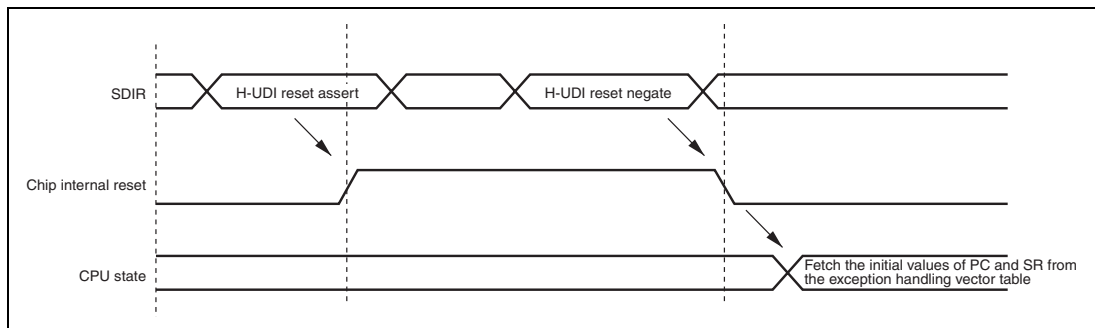 SDIR
H-UDI reset assert
H-UDI reset negate
Chip internal reset
CPU state
Fetch the initial values of PC and SR from
the exception handling vector table